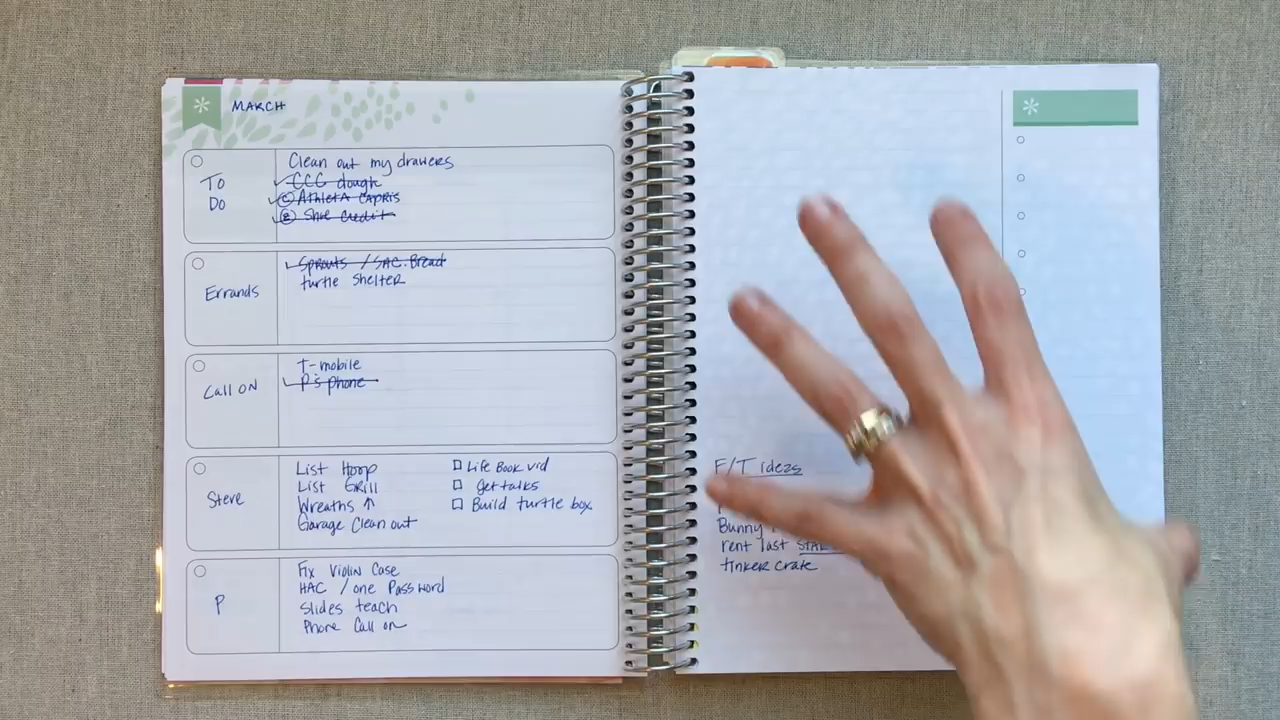 MARCH
To Do
Clean out my drawers
CCC dough
Athleta capris
Shoe credit
Errands
Sprouts / SAC Bread
turtle shelter
Call on
T-mobile
P's phone
Steve
List Hoop
List Grill
Wreaths ↑
Garage Clean out
Life Book vid
get talks
Build turtle box
P
Fix Violin Case
HAC / one Password
slides teach
Phone Call on
F/T ideas
Bunny
rent last
tinker crate